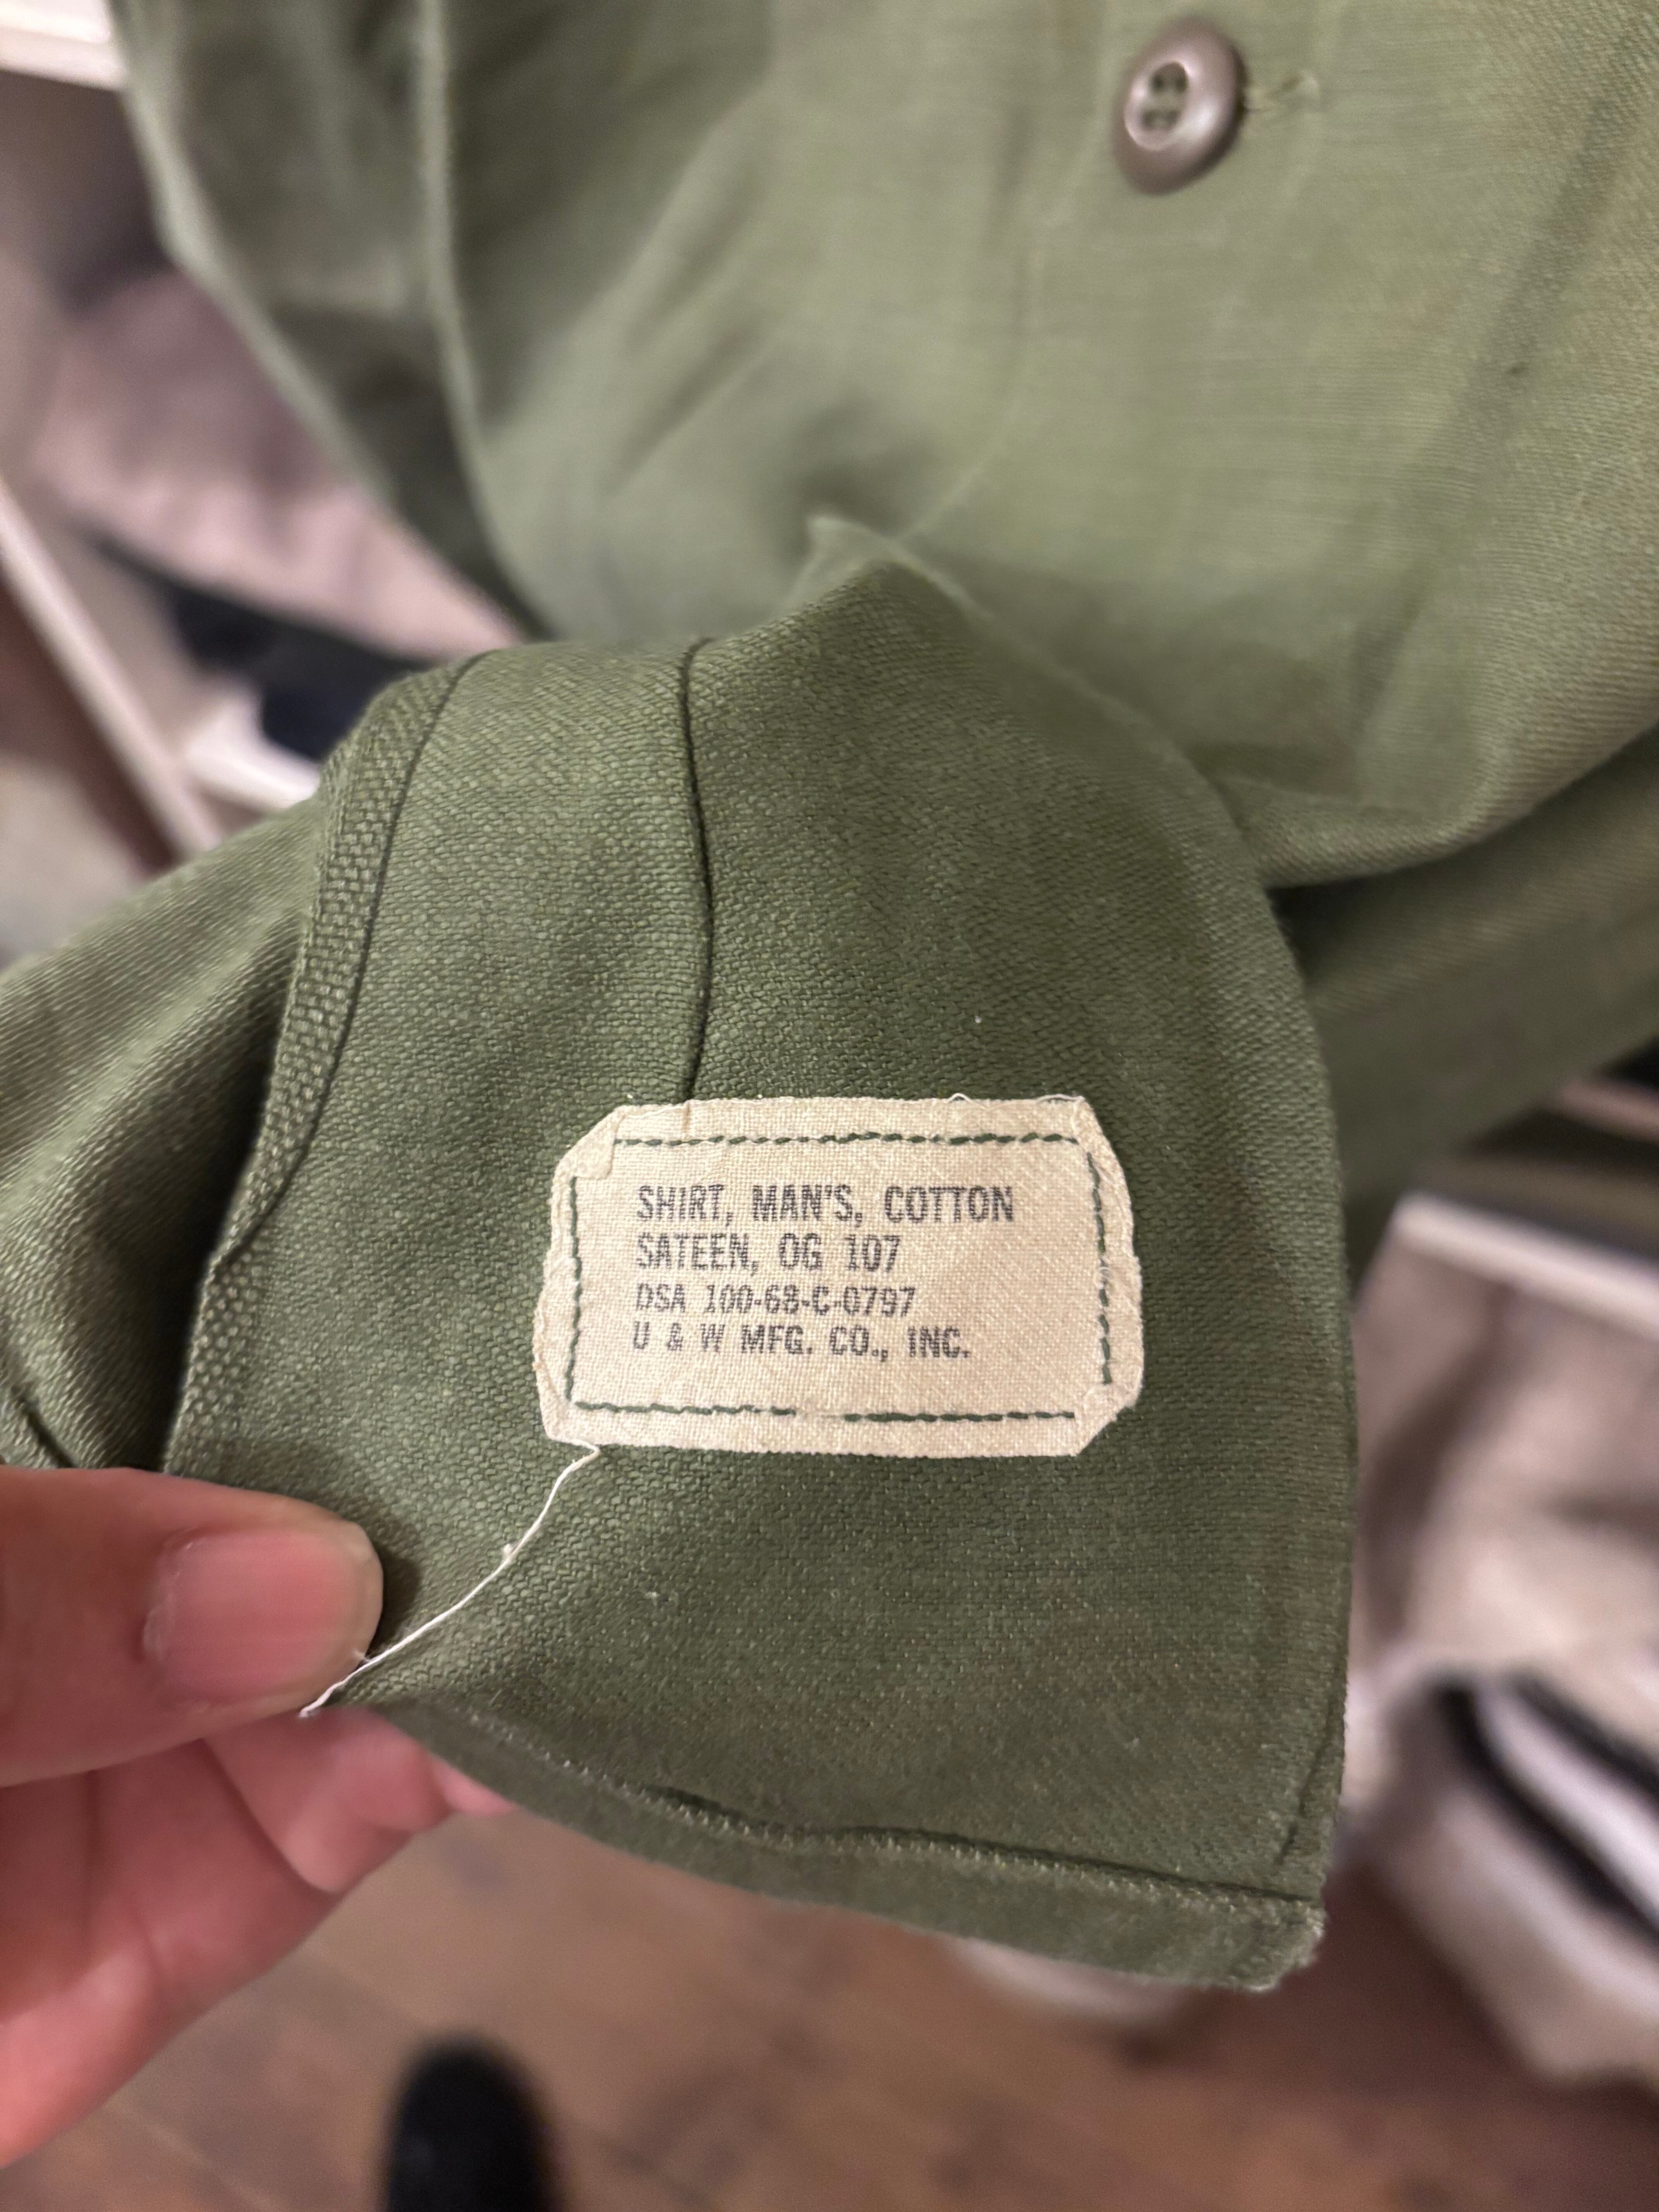 SHIRT, MAN'S, COTTON
SATEEN, OG 107
DSA 100-68-C-0797
U & W MFG. CO., INC.